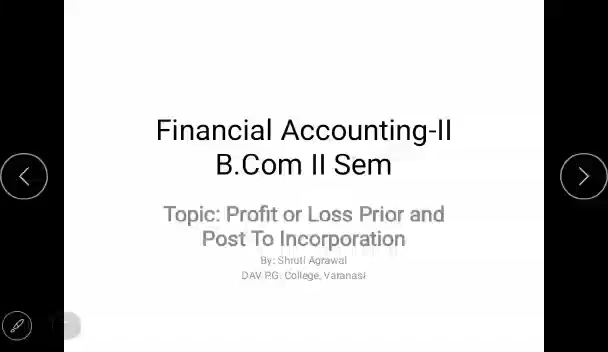 Financial Accounting-II
B.Com II Sem
Topic: Profit or Loss Prior and
Post To Incorporation
By: Shruti Agrawal
DAV P.G. College, Varanasi